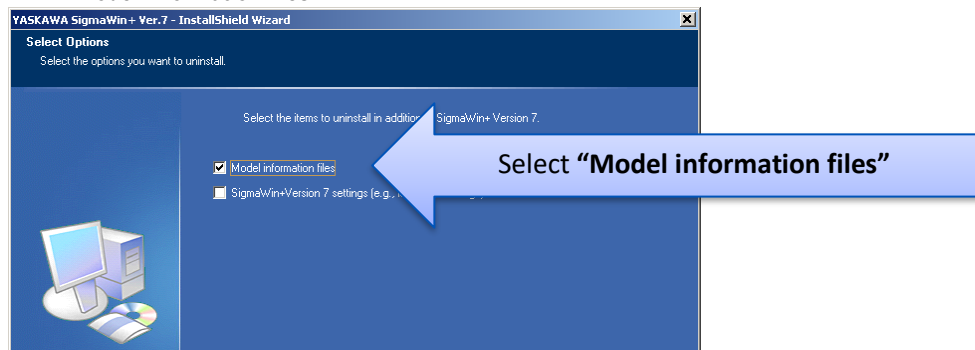 YASKAWA SigmaWin+ Ver.7 - InstallShield Wizard
Select Options
Select the options you want to uninstall.
Select the items to uninstall in addition SigmaWin+ Version 7.
Model information files
Select “Model information files”
SigmaWin+Version 7 settings (e.g.,